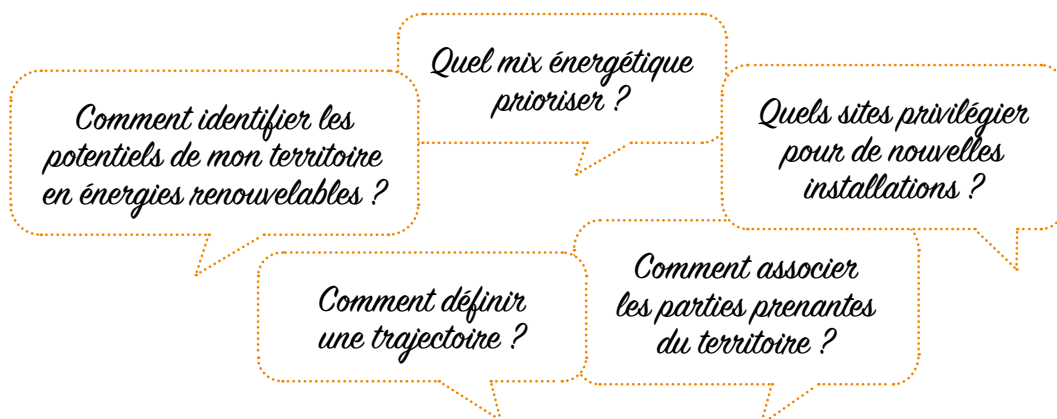 Quel mix énergétique
prioriser ?
Comment identifier les
potentiels de mon territoire
en énergies renouvelables ?
Quels sites privilégier
pour de nouvelles
installations ?
Comment définir
une trajectoire ?
Comment associer
les parties prenantes
du territoire ?